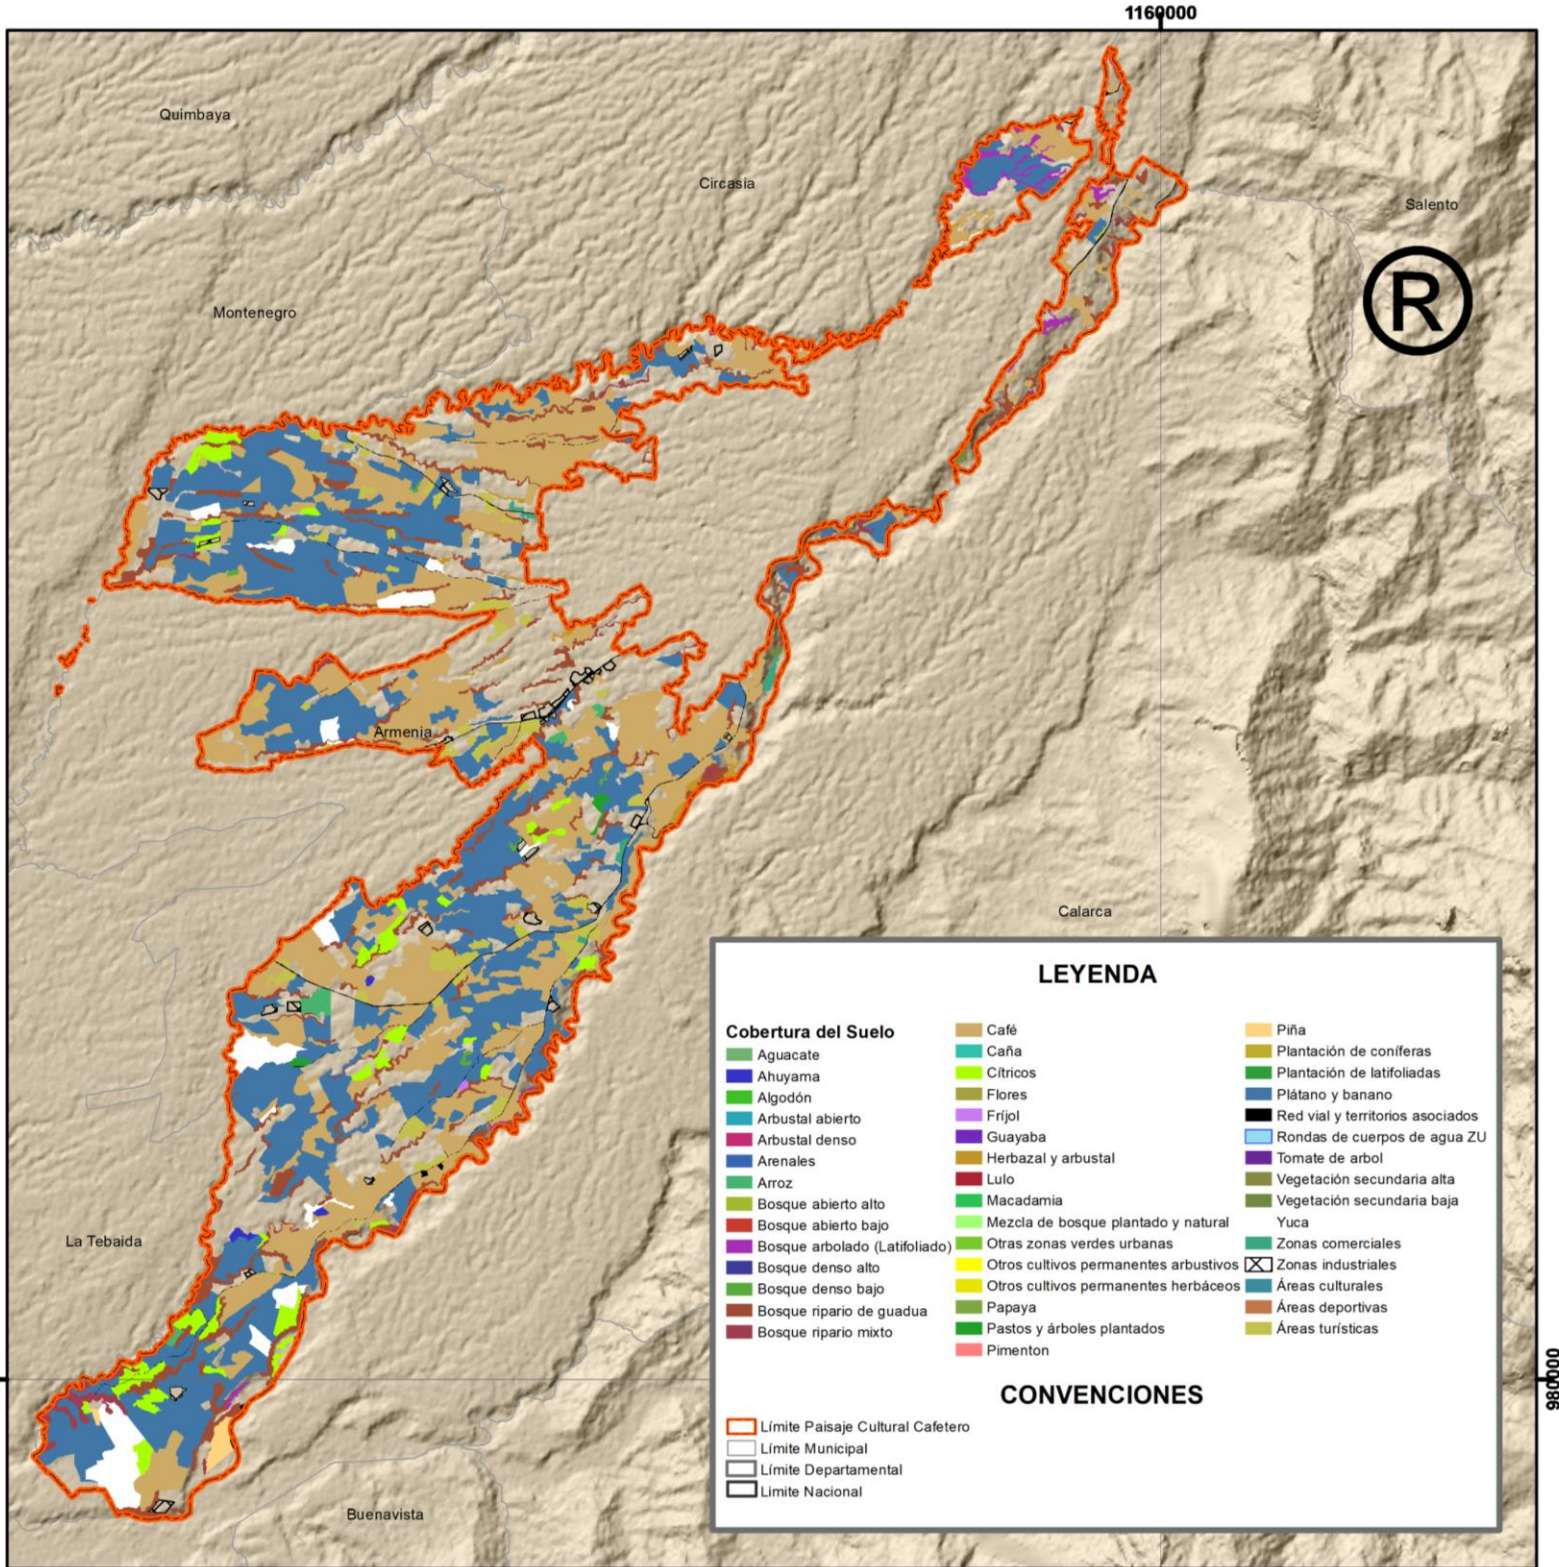 1160000
Quimbaya
Circasia
Salento
®
Montenegro
Armenia
Calarca
La Tebaida
Buenavista
980000
LEYENDA
Cobertura del Suelo
Aguacate
Ahuyama
Algodón
Arbustal abierto
Arbustal denso
Arenales
Arroz
Bosque abierto alto
Bosque abierto bajo
Bosque arbolado (Latifoliado)
Bosque denso alto
Bosque denso bajo
Bosque ripario de guadua
Bosque ripario mixto
Café
Caña
Cítricos
Flores
Fríjol
Guayaba
Herbazal y arbustal
Lulo
Macadamia
Mezcla de bosque plantado y natural
Otras zonas verdes urbanas
Otros cultivos permanentes arbustivos
Otros cultivos permanentes herbáceos
Papaya
Pastos y árboles plantados
Pimenton
Piña
Plantación de coníferas
Plantación de latifoliadas
Plátano y banano
Red vial y territorios asociados
Rondas de cuerpos de agua ZU
Tomate de arbol
Vegetación secundaria alta
Vegetación secundaria baja
Yuca
Zonas comerciales
Zonas industriales
Áreas culturales
Áreas deportivas
Áreas turísticas
CONVENCIONES
Límite Paisaje Cultural Cafetero
Límite Municipal
Límite Departamental
Limite Nacional